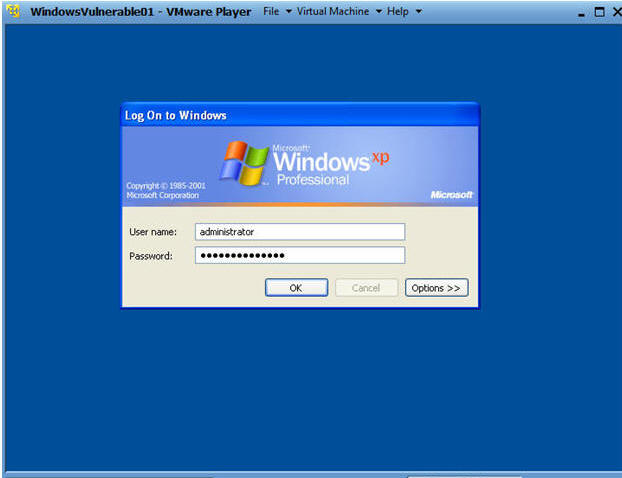 WindowsVulnerable01 - VMware Player File Virtual Machine Help
Log On to Windows
Microsoft®
Windows xp
Professional
Copyright © 1985-2001
Microsoft Corporation
Microsoft
User name: administrator
Password: ●●●●●●●●●●●●●●
OK Cancel Options >>